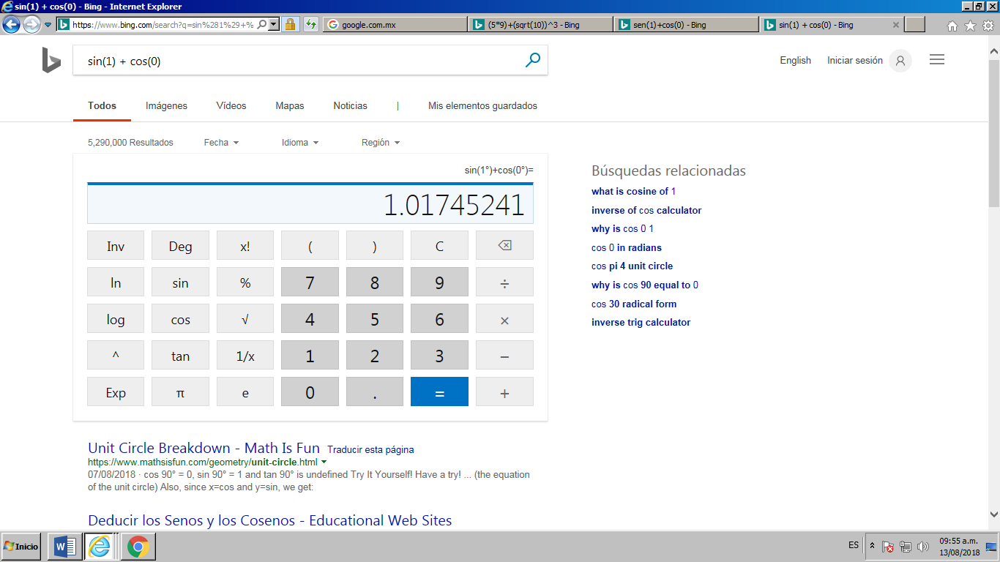 sin(1) + cos(0) - Bing - Internet Explorer
https://www.bing.com/search?q=sin%281%29+%
google.com.mx
(5*9)+(sqrt(10))^3 - Bing
sen(1)+cos(0) - Bing
sin(1) + cos(0) - Bing
sin(1) + cos(0)
English
Iniciar sesión
Todos
Imágenes
Vídeos
Mapas
Noticias
|
Mis elementos guardados
5,290,000 Resultados
Fecha
Idioma
Región
sin(1°)+cos(0°)=
1.01745241
Inv Deg x! ( ) C
ln sin % 7 8 9 ÷
log cos √ 4 5 6 ×
^ tan 1/x 1 2 3 −
Exp π e 0 . = +
Búsquedas relacionadas
what is cosine of 1
inverse of cos calculator
why is cos 0 1
cos 0 in radians
cos pi 4 unit circle
why is cos 90 equal to 0
cos 30 radical form
inverse trig calculator
Unit Circle Breakdown - Math Is Fun Traducir esta página
https://www.mathsisfun.com/geometry/unit-circle.html
07/08/2018 · cos 90° = 0, sin 90° = 1 and tan 90° is undefined Try It Yourself! Have a try! ... (the equation
of the unit circle) Also, since x=cos and y=sin, we get:
Deducir los Senos y los Cosenos - Educational Web Sites
Inicio
ES
09:55 a.m.
13/08/2018